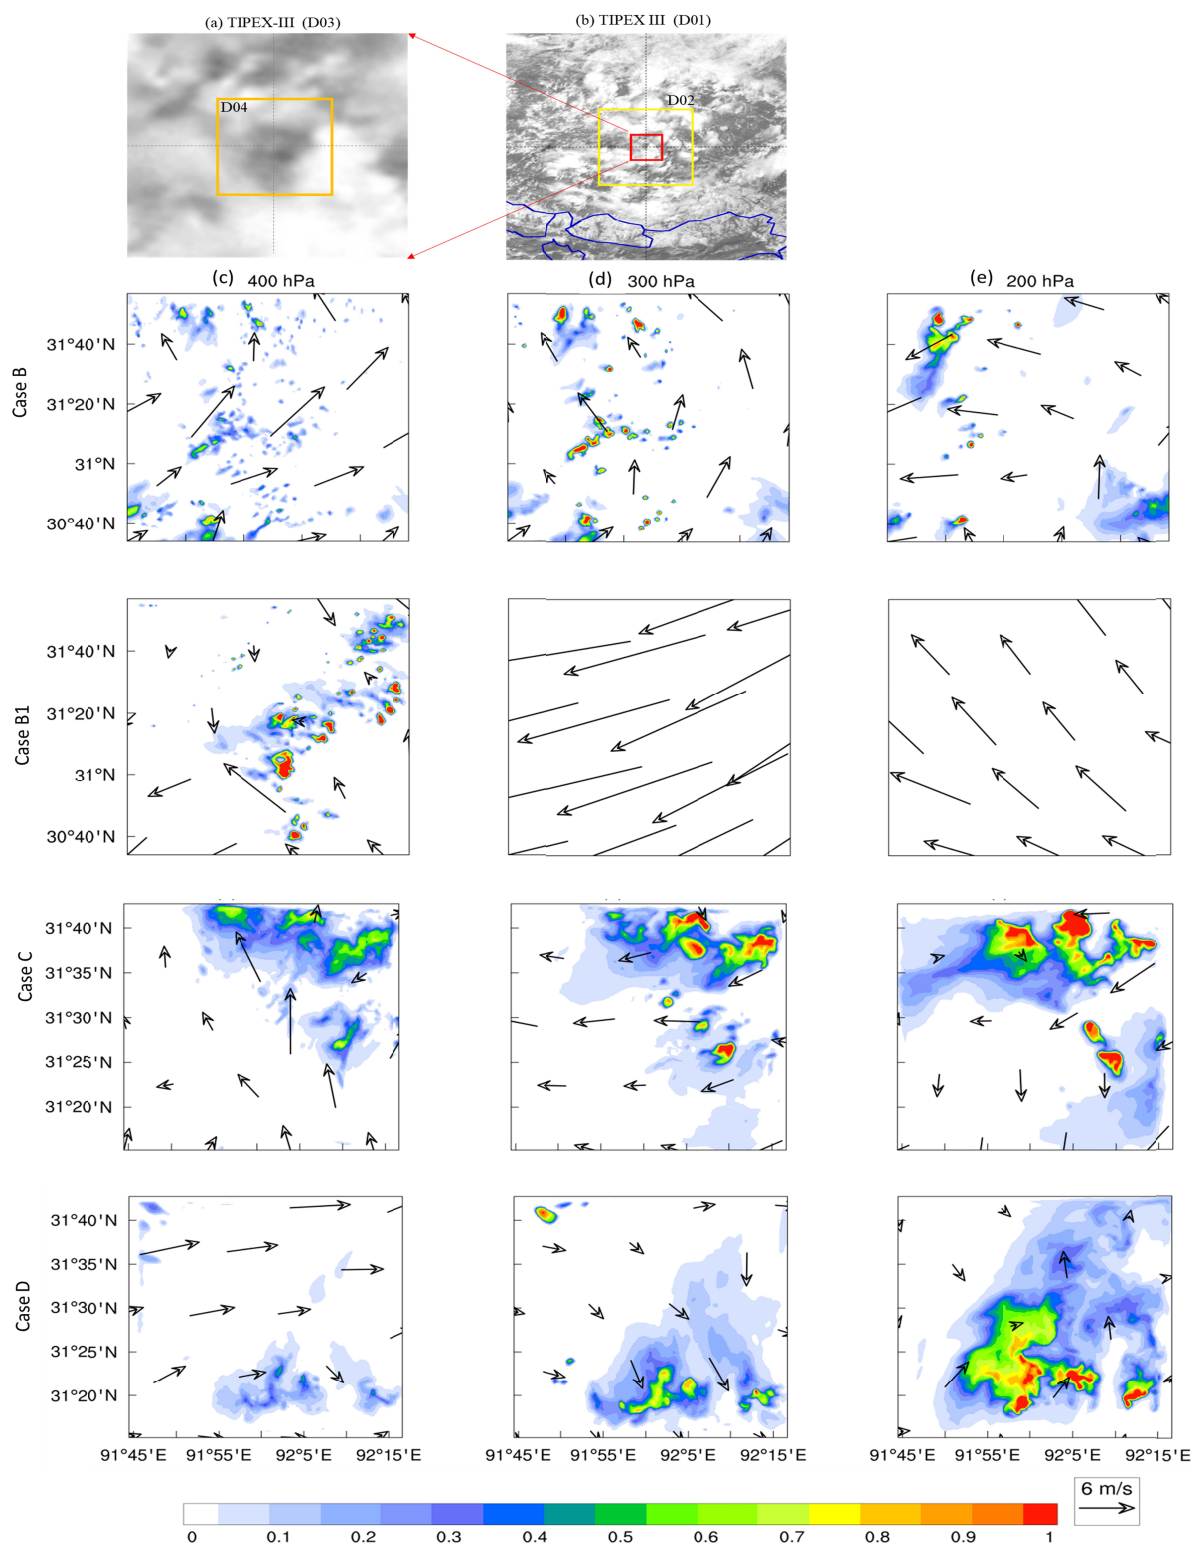 (a) TIPEX-III (D03)
(b) TIPEX III (D01)
D04
D02
(c) 400 hPa
(d) 300 hPa
(e) 200 hPa
Case B
31°40'N
31°20'N
31°N
30°40'N
Case B1
31°40'N
31°20'N
31°N
30°40'N
Case C
31°40'N
31°35'N
31°30'N
31°25'N
31°20'N
Case D
31°40'N
31°35'N
31°30'N
31°25'N
31°20'N
91°45'E 91°55'E 92°5'E 92°15'E
91°45'E 91°55'E 92°5'E 92°15'E
91°45'E 91°55'E 92°5'E 92°15'E
6 m/s
0 0.1 0.2 0.3 0.4 0.5 0.6 0.7 0.8 0.9 1